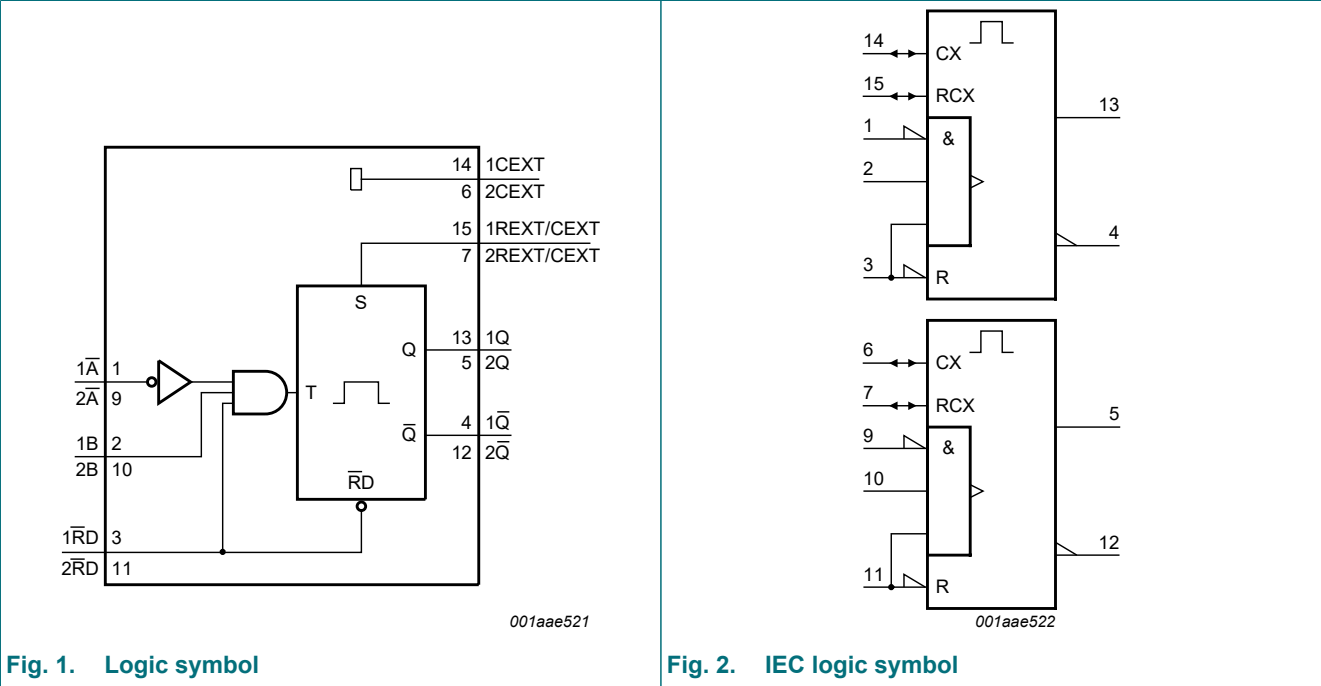 14 1CEXT
6 2CEXT
15 1REXT/CEXT
7 2REXT/CEXT
S
1A̅ 1
2A̅ 9
1B 2
2B 10
1R̅D 3
2R̅D 11
T
Q
Q̅
R̅D
13 1Q
5 2Q
4 1Q̅
12 2Q̅
001aae521
Fig. 1. Logic symbol
14 CX
15 RCX
1 &
2
3 R
13
4
6 CX
7 RCX
9 &
10
11 R
5
12
001aae522
Fig. 2. IEC logic symbol